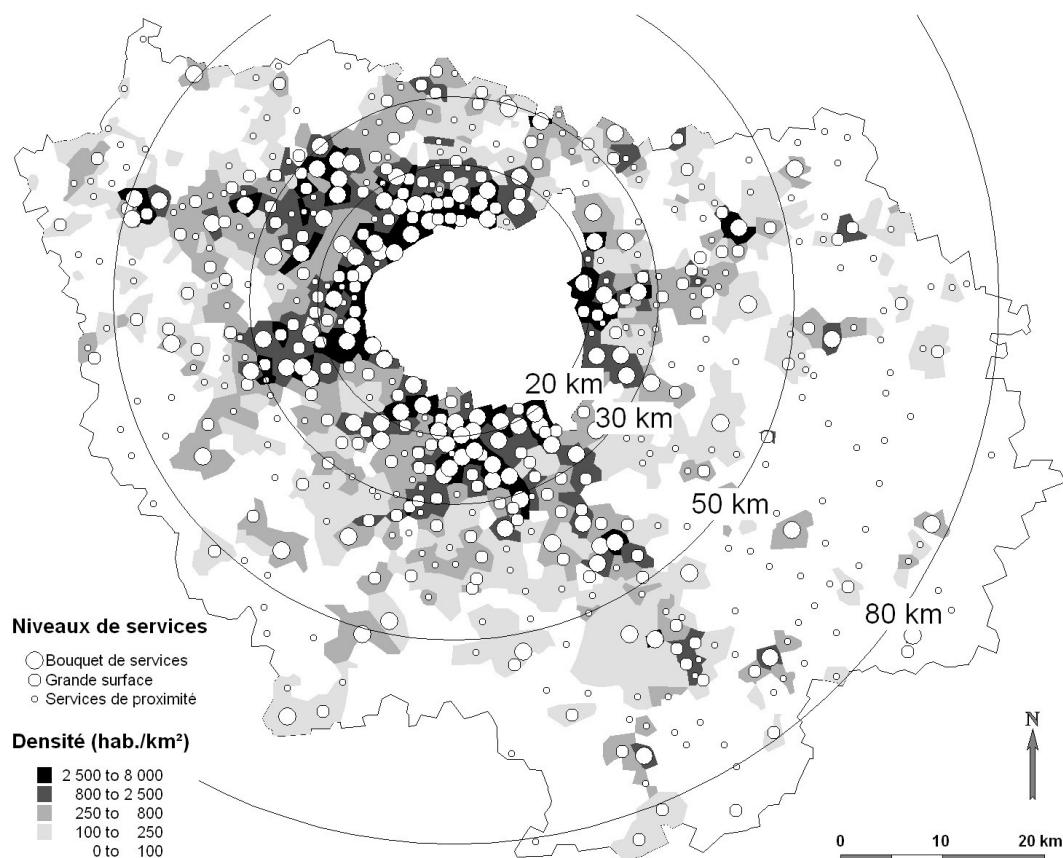 20 km
30 km
50 km
80 km
Niveaux de services
Bouquet de services
Grande surface
Services de proximité
Densité (hab./km²)
2 500 to 8 000
800 to 2 500
250 to 800
100 to 250
0 to 100
N
0 10 20 km